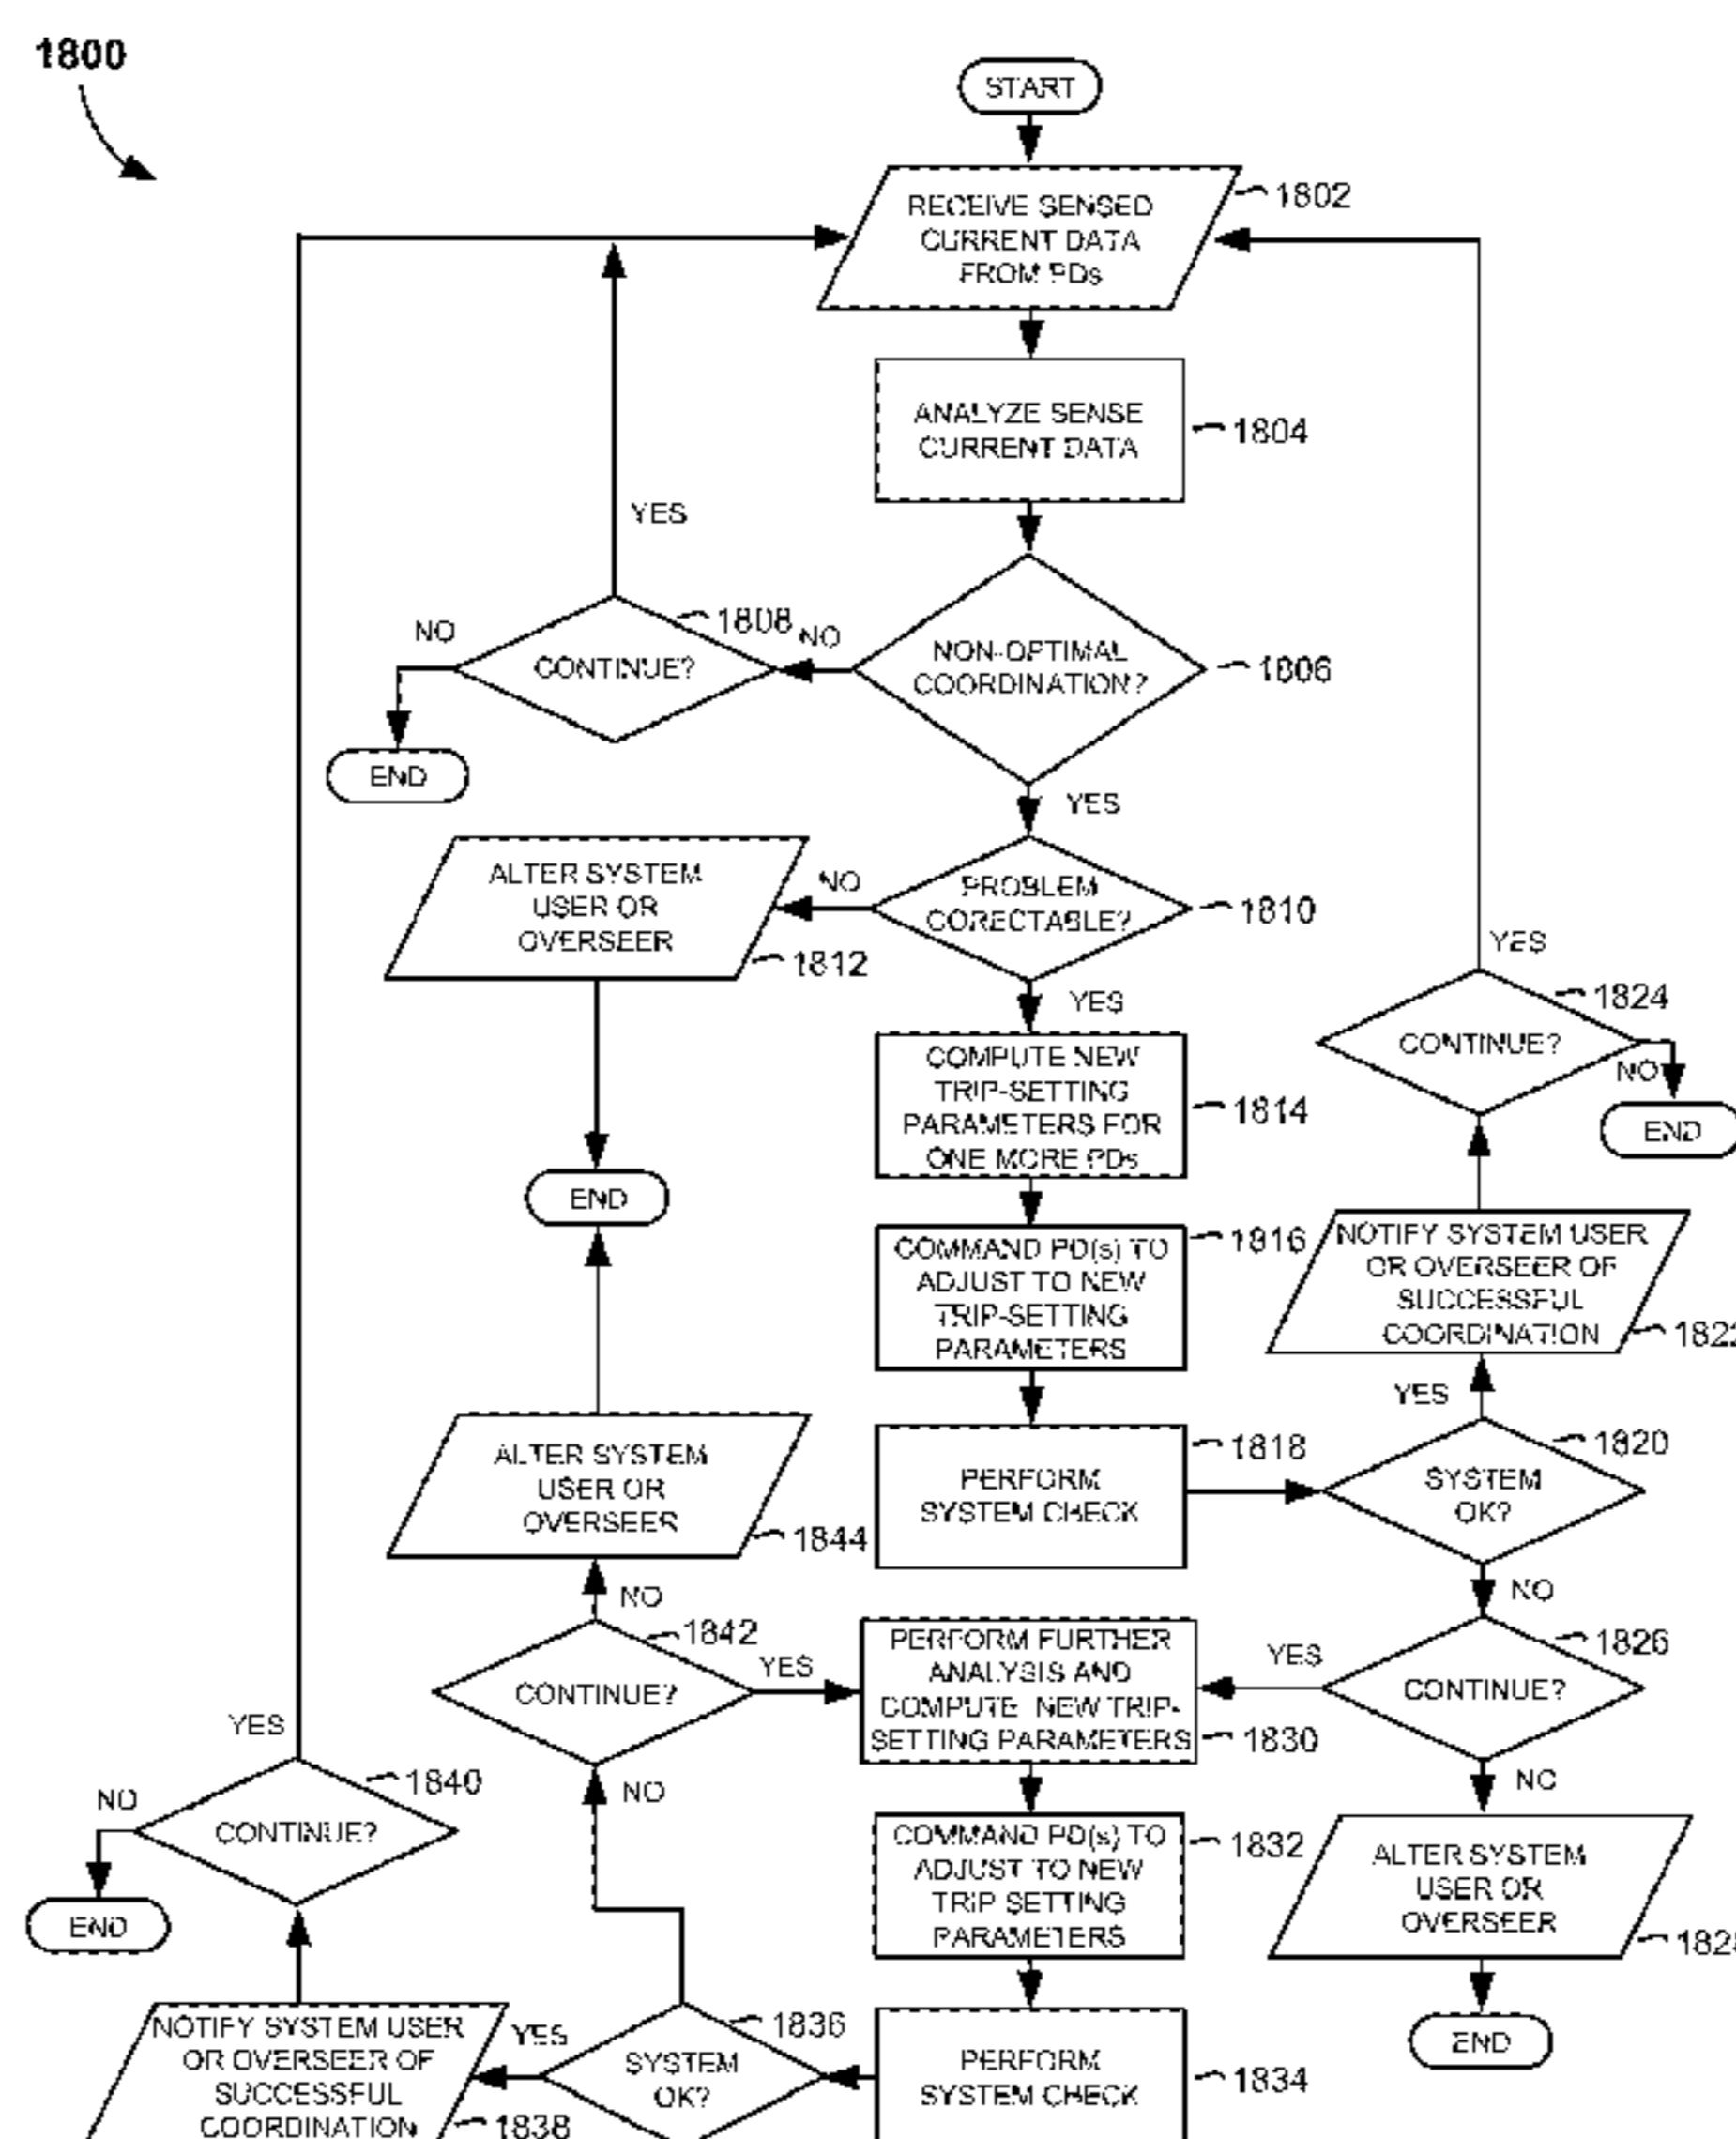 1800
START
RECEIVE SENSED
CURRENT DATA
FROM PDs
1802
ANALYZE SENSE
CURRENT DATA
1804
YES
NON-OPTIMAL
COORDINATION?
1806
NO
1808
CONTINUE?
NO
END
YES
PROBLEM
CORECTABLE?
1810
NO
ALTER SYSTEM
USER OR
OVERSEER
1812
END
YES
COMPUTE NEW
TRIP-SETTING
PARAMETERS FOR
ONE MORE PDs
1814
COMMAND PD(s) TO
ADJUST TO NEW
TRIP-SETTING
PARAMETERS
1816
PERFORM
SYSTEM CHECK
1818
SYSTEM
OK?
1820
YES
NOTIFY SYSTEM USER
OR OVERSEER OF
SUCCESSFUL
COORDINATION
CONTINUE?
1824
YES
NO
END
NO
CONTINUE?
1826
YES
NO
ALTER SYSTEM
USER OR
OVERSEER
END
PERFORM FURTHER
ANALYSIS AND
COMPUTE NEW TRIP-
SETTING PARAMETERS
1830
COMMAND PD(s) TO
ADJUST TO NEW
TRIP SETTING
PARAMETERS
1832
PERFORM
SYSTEM CHECK
1834
SYSTEM
OK?
1836
NO
CONTINUE?
1842
YES
NO
ALTER SYSTEM
USER OR
OVERSEER
1844
YES
NOTIFY SYSTEM USER
OR OVERSEER OF
SUCCESSFUL
COORDINATION
1838
CONTINUE?
1840
YES
NO
END